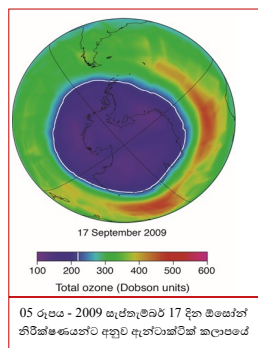 17 September 2009
100 200 300 400 500 600
Total ozone (Dobson units)
05 රූපය - 2009 සැප්තැම්බර් 17 දින ඕසෝන්
නිරීක්ෂණයන්ට අනුව ඇන්ටාක්ටික් කලාපයේ